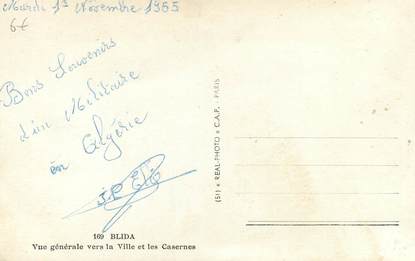 Mardi 1er Novembre 1955
6€
Bons Souvenirs
d'un Militaire
en Algérie
169 BLIDA
Vue générale vers la Ville et les Casernes
(51) « REAL-PHOTO » C.A.P. - PARIS